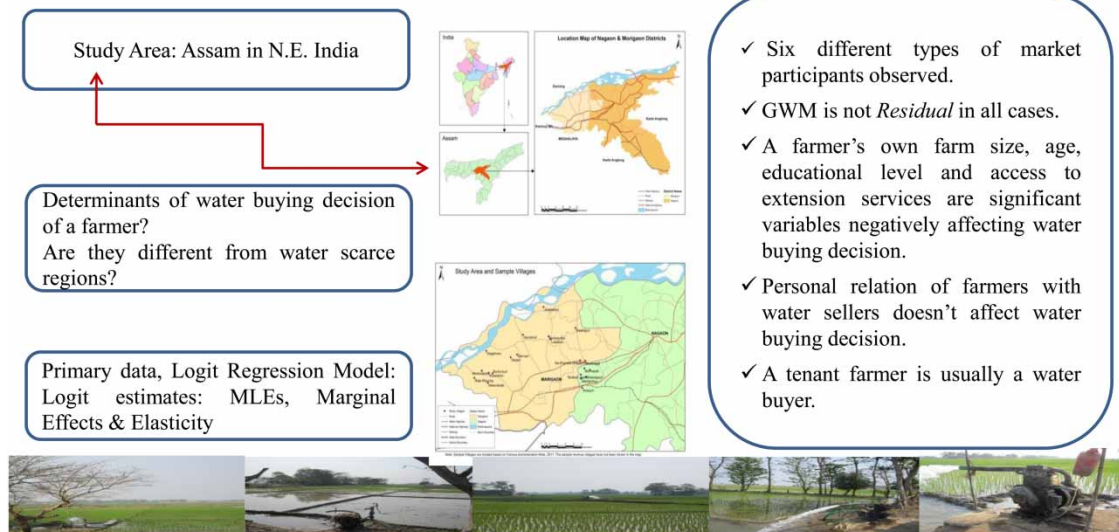 Study Area: Assam in N.E. India
Determinants of water buying decision
of a farmer?
Are they different from water scarce
regions?
Primary data, Logit Regression Model:
Logit estimates: MLEs, Marginal
Effects & Elasticity
India
Assam
Location Map of Nagaon & Morigaon Districts
N
MEGHALAYA
Study Area and Sample Villages
N
NAGAON
MARIGAON
✓ Six different types of market
participants observed.
✓ GWM is not Residual in all cases.
✓ A farmer’s own farm size, age,
educational level and access to
extension services are significant
variables negatively affecting water
buying decision.
✓ Personal relation of farmers with
water sellers doesn’t affect water
buying decision.
✓ A tenant farmer is usually a water
buyer.